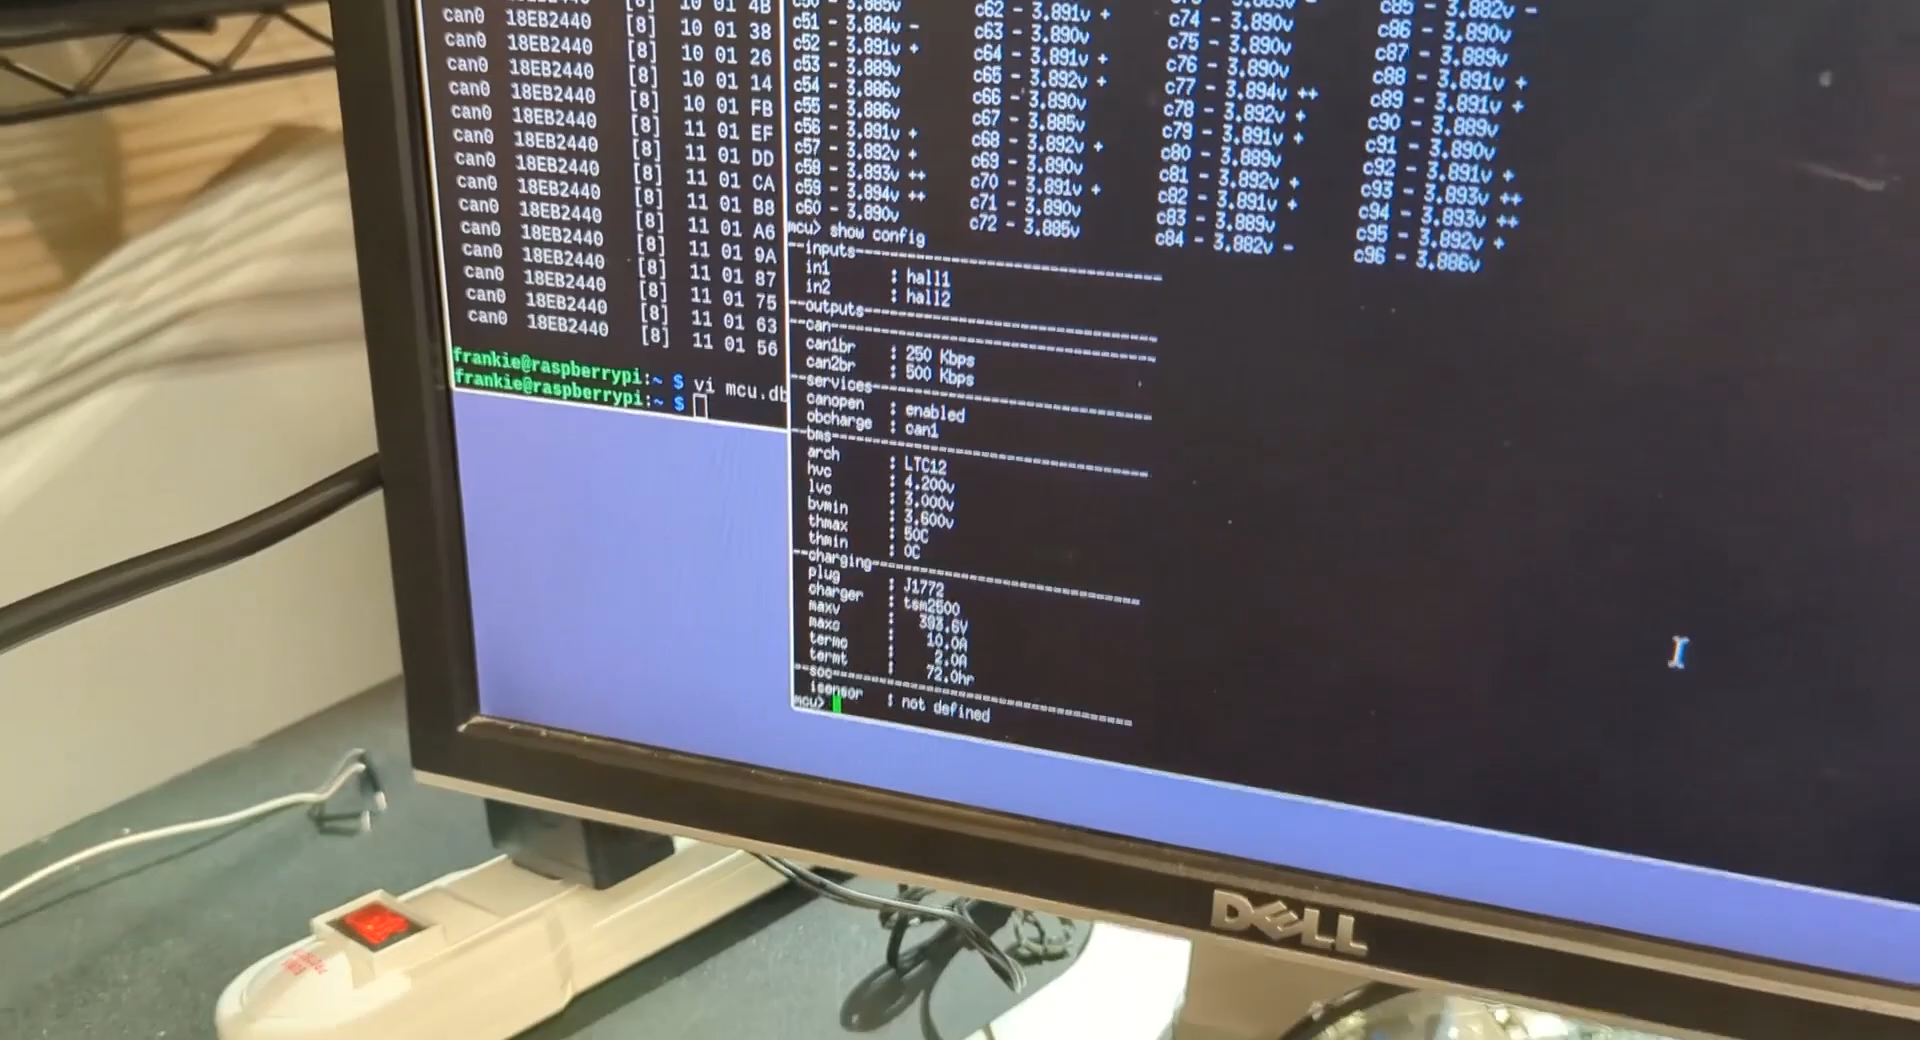 can0 18EB2440 [8] 10 01 4B
can0 18EB2440 [8] 10 01 38
can0 18EB2440 [8] 10 01 26
can0 18EB2440 [8] 10 01 14
can0 18EB2440 [8] 10 01 FB
can0 18EB2440 [8] 11 01 EF
can0 18EB2440 [8] 11 01 DD
can0 18EB2440 [8] 11 01 CA
can0 18EB2440 [8] 11 01 B8
can0 18EB2440 [8] 11 01 A6
can0 18EB2440 [8] 11 01 9A
can0 18EB2440 [8] 11 01 87
can0 18EB2440 [8] 11 01 75
can0 18EB2440 [8] 11 01 63
[8] 11 01 56
frankie@raspberrypi:~ $ vi mcu.db
frankie@raspberrypi:~ $
c51 - 3.884v -
c52 - 3.891v +
c53 - 3.889v
c54 - 3.886v
c55 - 3.886v
c56 - 3.891v +
c57 - 3.892v +
c58 - 3.893v ++
c59 - 3.894v ++
c60 - 3.890v
c62 - 3.891v +
c63 - 3.890v
c64 - 3.891v +
c65 - 3.892v +
c66 - 3.890v
c67 - 3.885v
c68 - 3.892v +
c69 - 3.890v
c70 - 3.891v +
c71 - 3.890v
c72 - 3.885v
c74 - 3.890v
c75 - 3.890v
c76 - 3.890v
c77 - 3.894v ++
c78 - 3.892v +
c79 - 3.891v +
c80 - 3.889v
c81 - 3.892v +
c82 - 3.891v +
c83 - 3.889v
c84 - 3.882v -
c85 - 3.882v -
c86 - 3.890v
c87 - 3.889v
c88 - 3.891v +
c89 - 3.891v +
c90 - 3.889v
c91 - 3.890v
c92 - 3.891v +
c93 - 3.893v ++
c94 - 3.893v ++
c95 - 3.892v +
c96 - 3.886v
mcu> show config
--inputs--
in1 : hall1
in2 : hall2
--outputs--
--can--
can1br : 250 Kbps
can2br : 500 Kbps
--services--
canopen : enabled
obcharge : can1
--bms--
arch : LTC12
hvc : 4.200v
lvc : 3.000v
bvmin : 3.600v
thmax : 50C
thmin : 0C
--charging--
plug : J1772
charger : tsm2500
maxv : 393.6V
maxc : 10.0A
termc : 2.0A
termt : 72.0hr
--soc--
isensor : not defined
mcu>
DELL